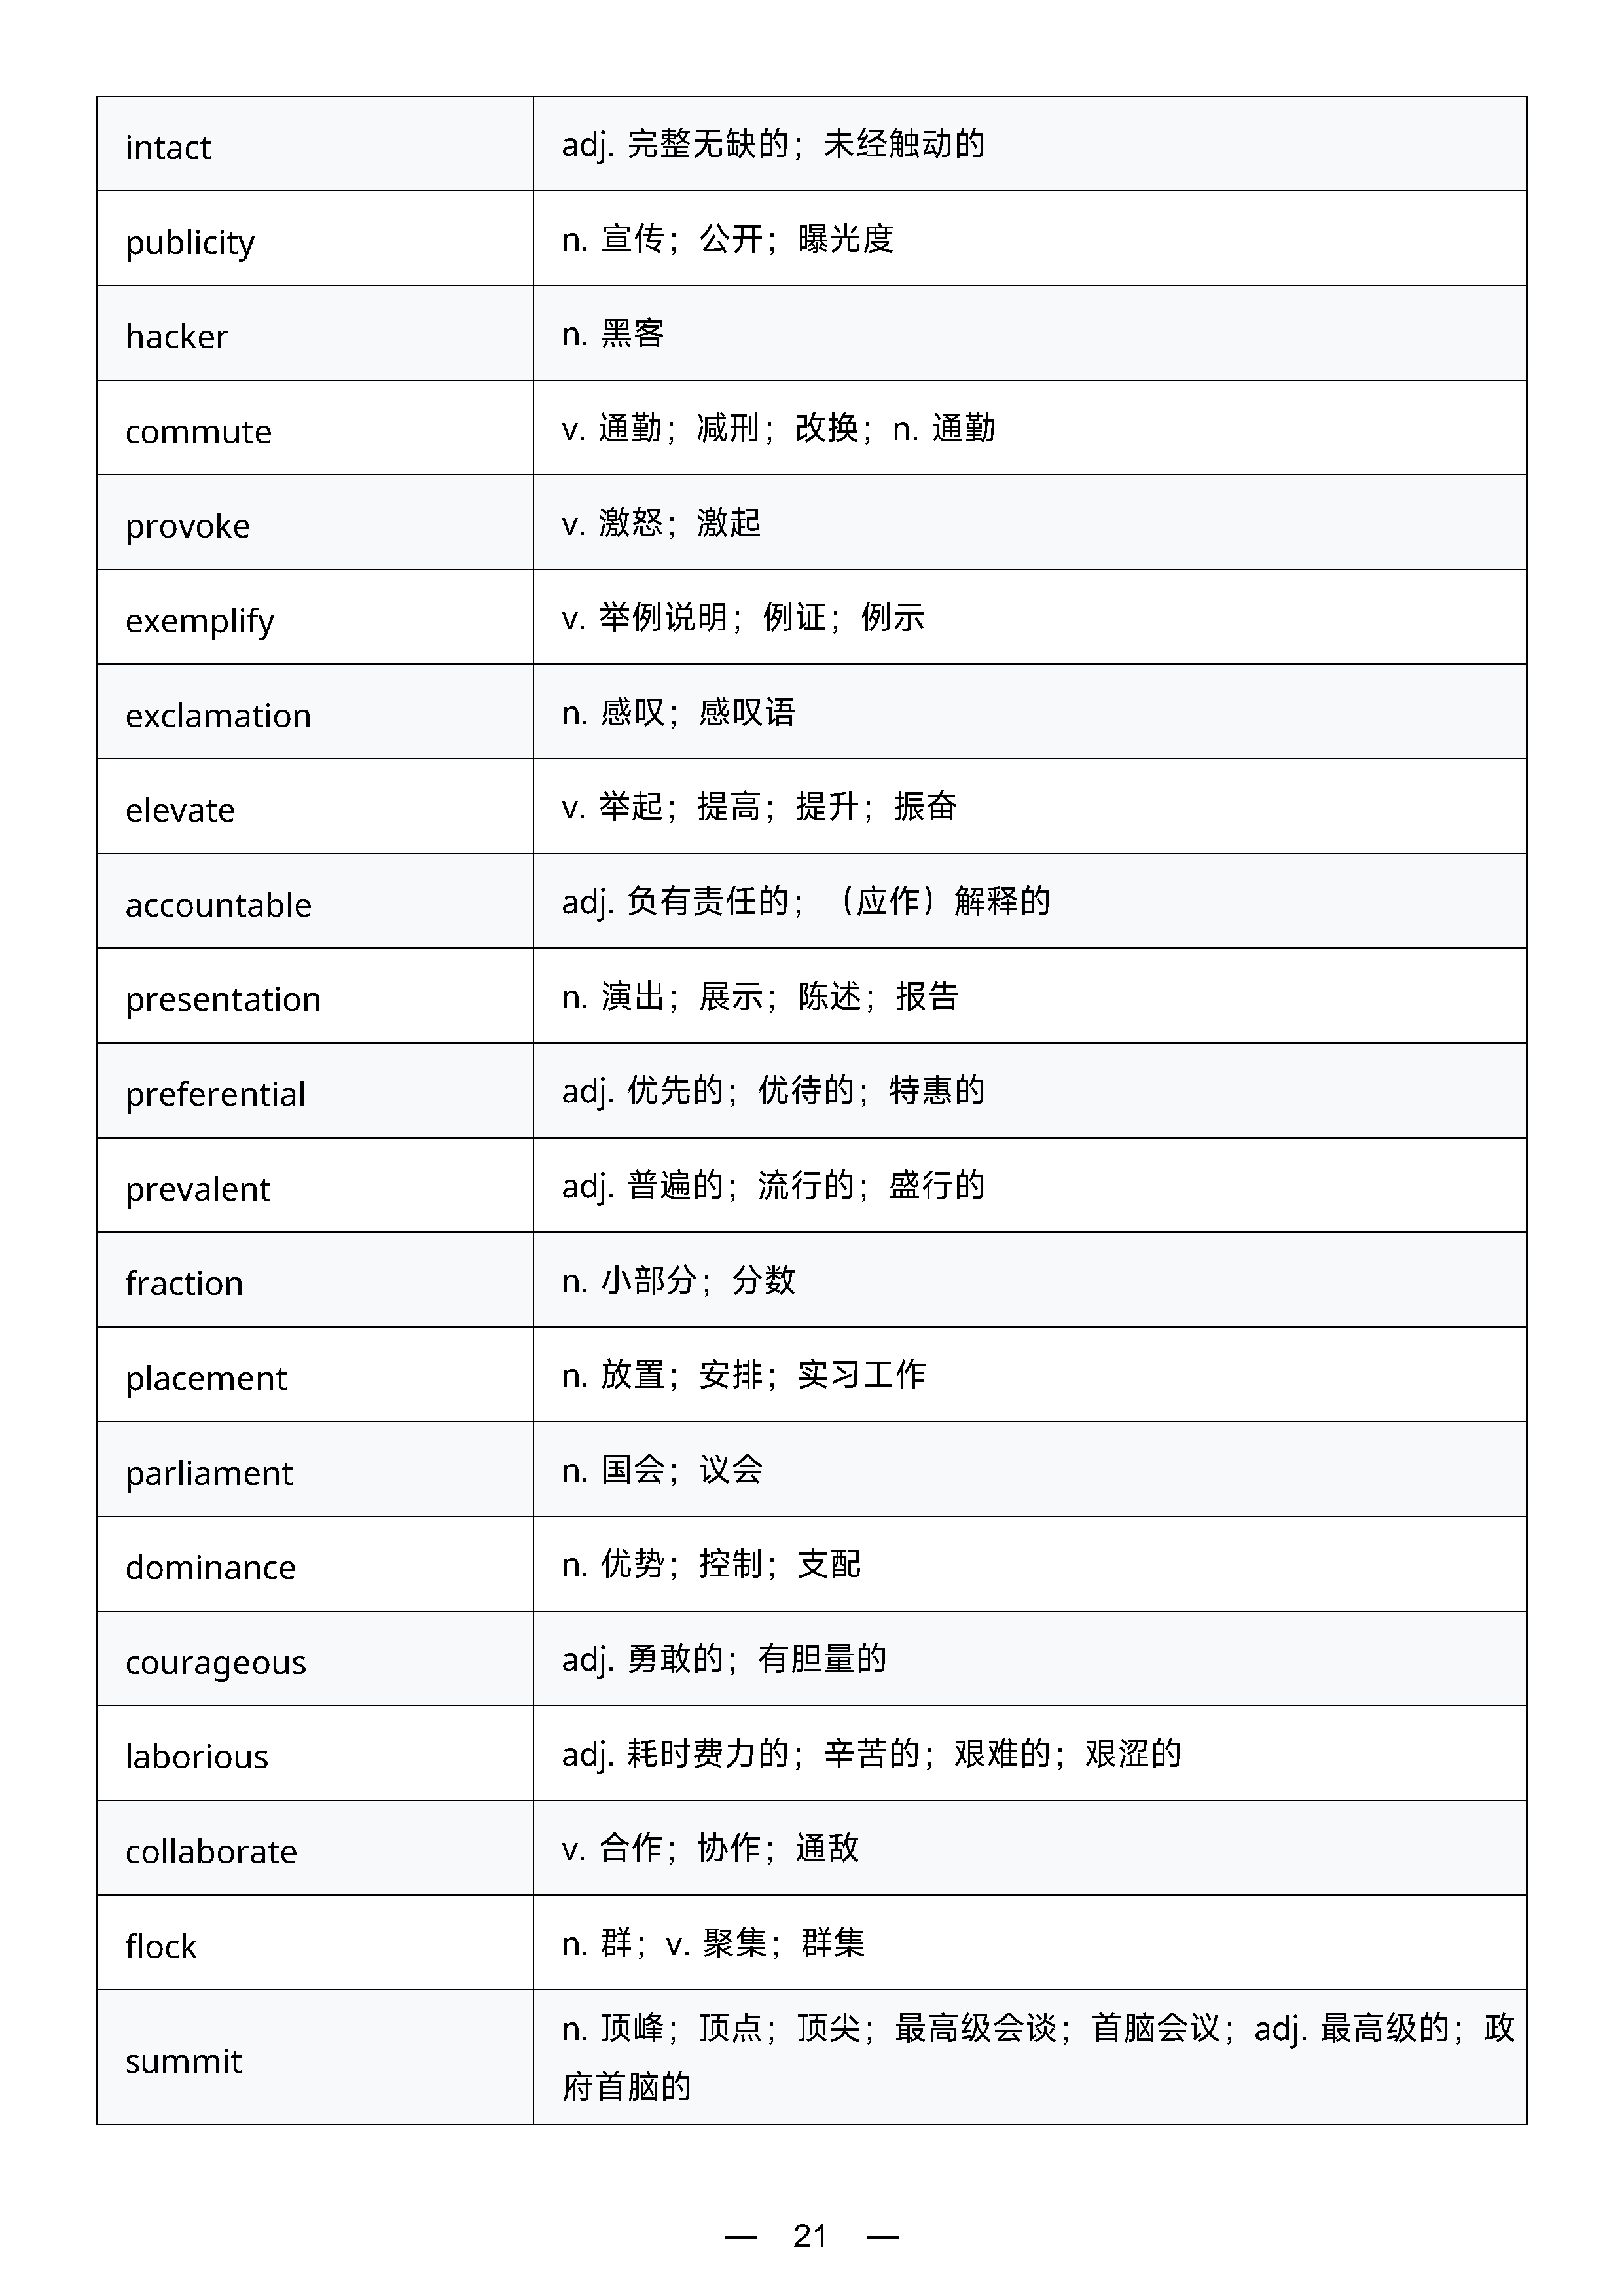 intact adj. 完整无缺的；未经触动的
publicity n. 宣传；公开；曝光度
hacker n. 黑客
commute v. 通勤；减刑；改换；n. 通勤
provoke v. 激怒；激起
exemplify v. 举例说明；例证；例示
exclamation n. 感叹；感叹语
elevate v. 举起；提高；提升；振奋
accountable adj. 负有责任的；（应作）解释的
presentation n. 演出；展示；陈述；报告
preferential adj. 优先的；优待的；特惠的
prevalent adj. 普遍的；流行的；盛行的
fraction n. 小部分；分数
placement n. 放置；安排；实习工作
parliament n. 国会；议会
dominance n. 优势；控制；支配
courageous adj. 勇敢的；有胆量的
laborious adj. 耗时费力的；辛苦的；艰难的；艰涩的
collaborate v. 合作；协作；通敌
flock n. 群；v. 聚集；群集
summit n. 顶峰；顶点；顶尖；最高级会谈；首脑会议；adj. 最高级的；政
府首脑的
— 21 —